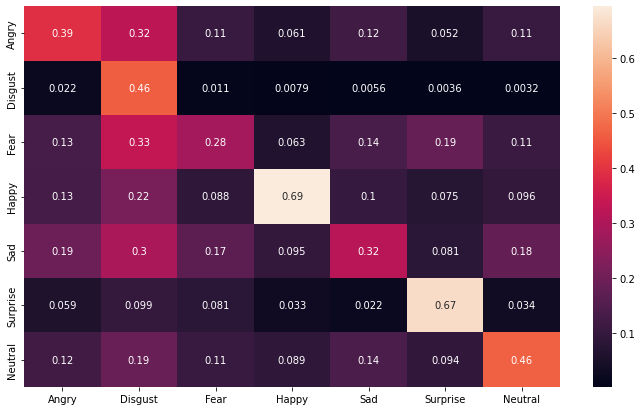 Angry 0.39 0.32 0.11 0.061 0.12 0.052 0.11
Disgust 0.022 0.46 0.011 0.0079 0.0056 0.0036 0.0032
Fear 0.13 0.33 0.28 0.063 0.14 0.19 0.11
Happy 0.13 0.22 0.088 0.69 0.1 0.075 0.096
Sad 0.19 0.3 0.17 0.095 0.32 0.081 0.18
Surprise 0.059 0.099 0.081 0.033 0.022 0.67 0.034
Neutral 0.12 0.19 0.11 0.089 0.14 0.094 0.46
Angry Disgust Fear Happy Sad Surprise Neutral
0.6
0.5
0.4
0.3
0.2
0.1